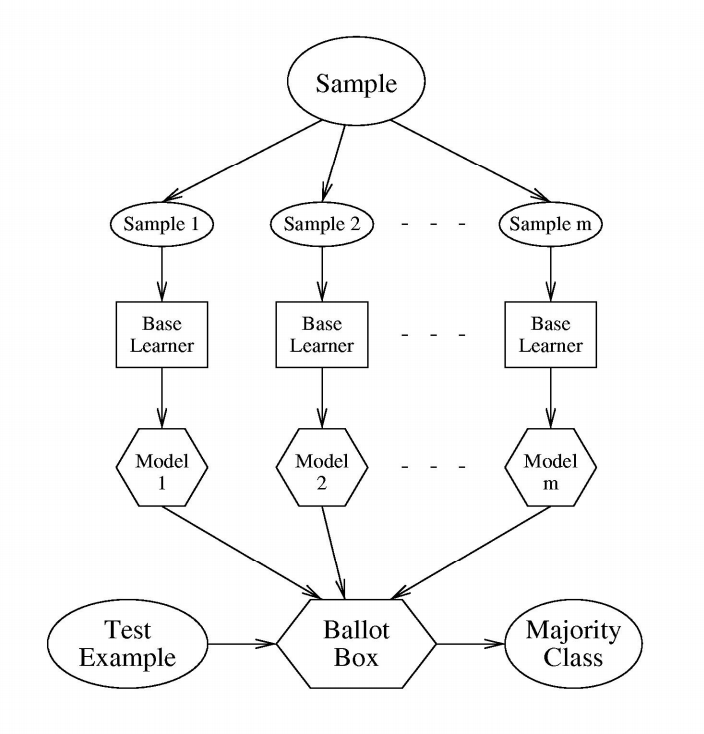 Sample
Sample 1
Sample 2
- - -
Sample m
Base
Learner
Base
Learner
- - -
Base
Learner
Model
1
Model
2
- - -
Model
m
Test
Example
Ballot
Box
Majority
Class